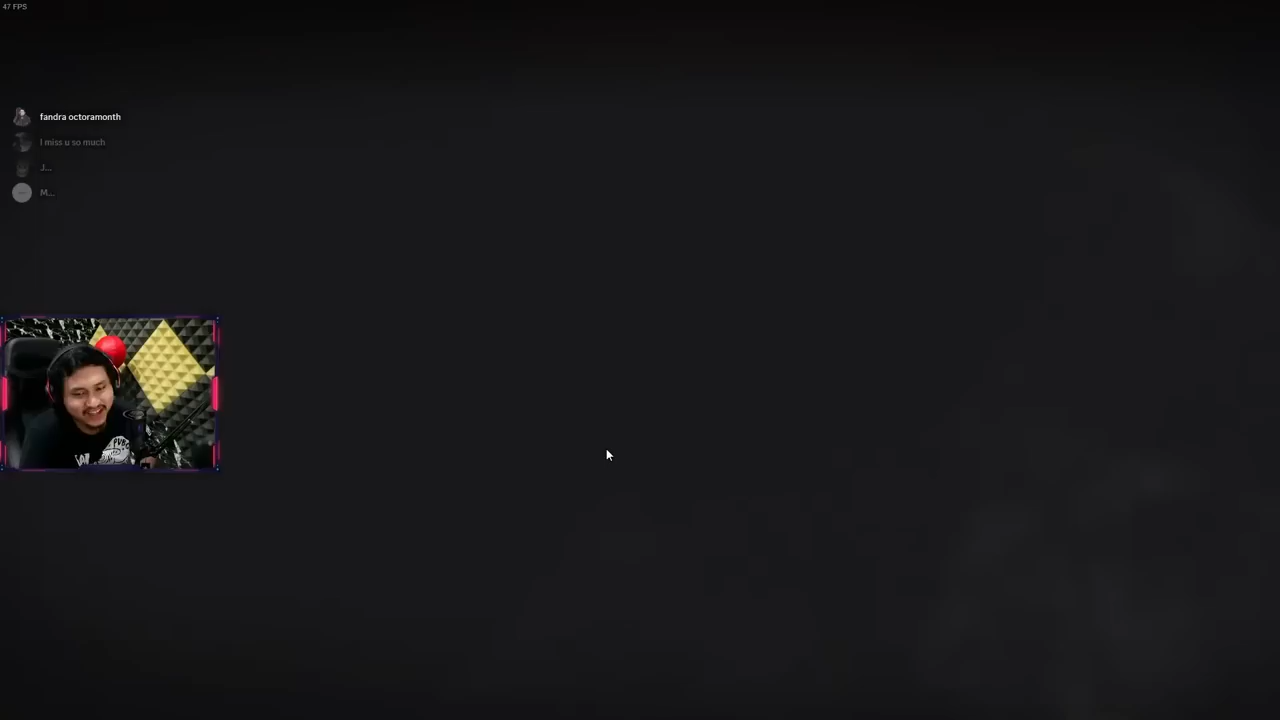 47 FPS
fandra octoramonth
I miss u so much
J...
M...